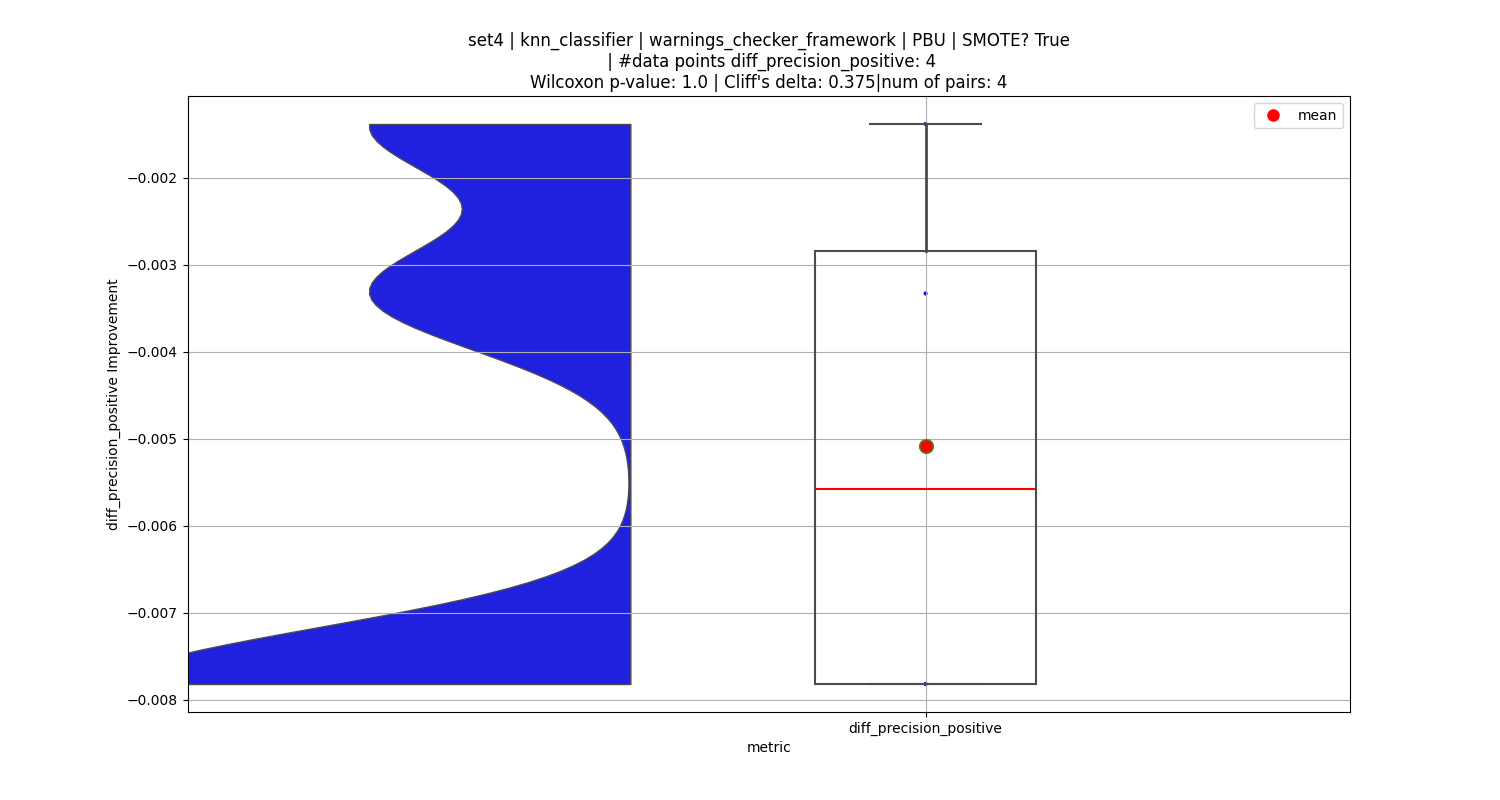 set4 | knn_classifier | warnings_checker_framework | PBU | SMOTE? True
| #data points diff_precision_positive: 4
Wilcoxon p-value: 1.0 | Cliff's delta: 0.375|num of pairs: 4
mean
−0.002
−0.003
−0.004
−0.005
−0.006
−0.007
−0.008
diff_precision_positive Improvement
diff_precision_positive
metric